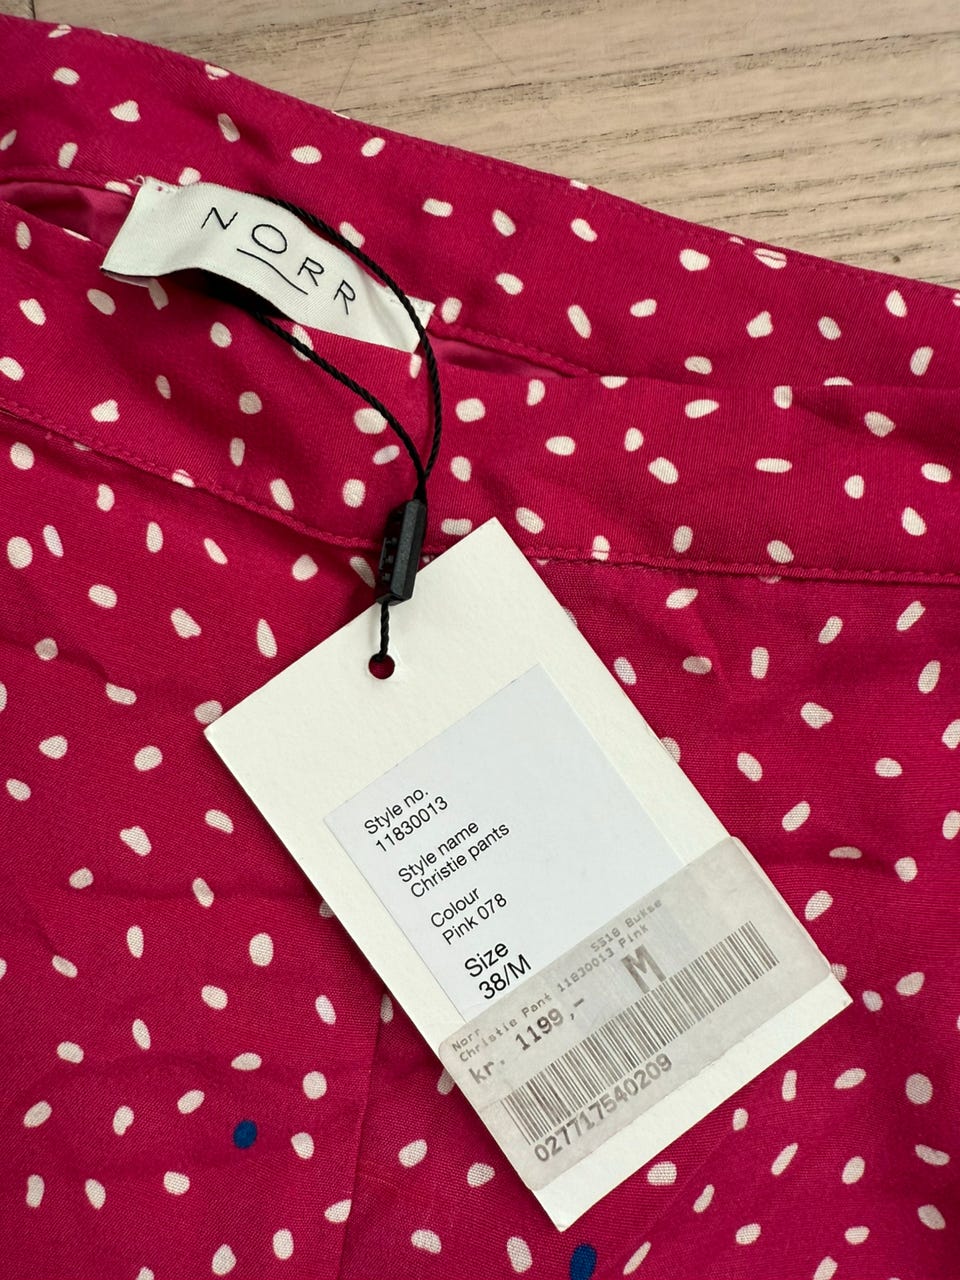 NORR
Style no.
11830013
Style name
Christie pants
Colour
Pink 078
Size
38/M
5518 Bukse
Norr
Christie Pant 11830013 Pink
kr. 1199,- M
027717540209